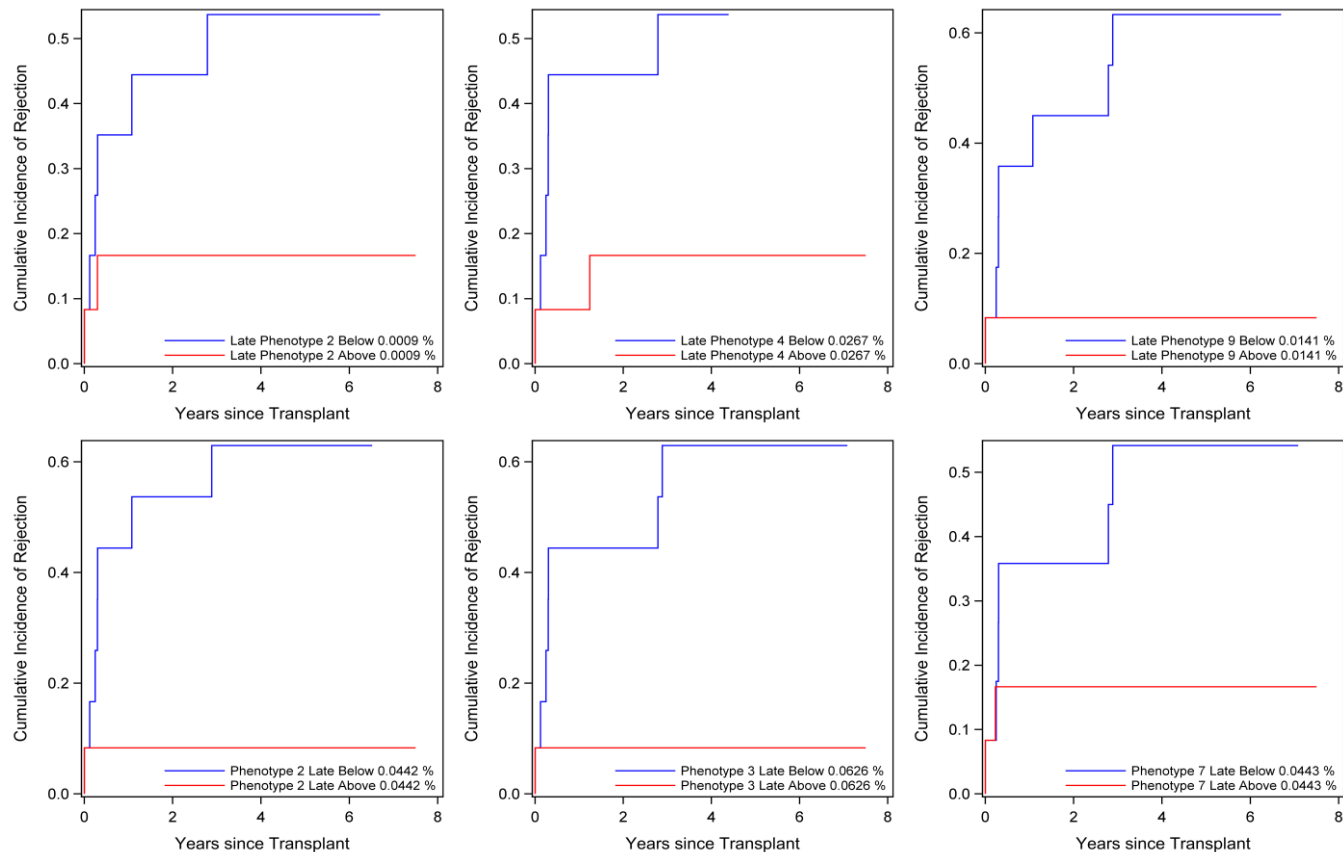 Cumulative Incidence of Rejection
0.5
0.4
0.3
0.2
0.1
0.0
Late Phenotype 2 Below 0.0009 %
Late Phenotype 2 Above 0.0009 %
0 2 4 6 8
Years since Transplant
Cumulative Incidence of Rejection
0.5
0.4
0.3
0.2
0.1
0.0
Late Phenotype 4 Below 0.0267 %
Late Phenotype 4 Above 0.0267 %
0 2 4 6 8
Years since Transplant
Cumulative Incidence of Rejection
0.6
0.4
0.2
0.0
Late Phenotype 9 Below 0.0141 %
Late Phenotype 9 Above 0.0141 %
0 2 4 6 8
Years since Transplant
Cumulative Incidence of Rejection
0.6
0.4
0.2
0.0
Phenotype 2 Late Below 0.0442 %
Phenotype 2 Late Above 0.0442 %
0 2 4 6 8
Years since Transplant
Cumulative Incidence of Rejection
0.6
0.4
0.2
0.0
Phenotype 3 Late Below 0.0626 %
Phenotype 3 Late Above 0.0626 %
0 2 4 6 8
Years since Transplant
Cumulative Incidence of Rejection
0.5
0.4
0.3
0.2
0.1
0.0
Phenotype 7 Late Below 0.0443 %
Phenotype 7 Late Above 0.0443 %
0 2 4 6 8
Years since Transplant